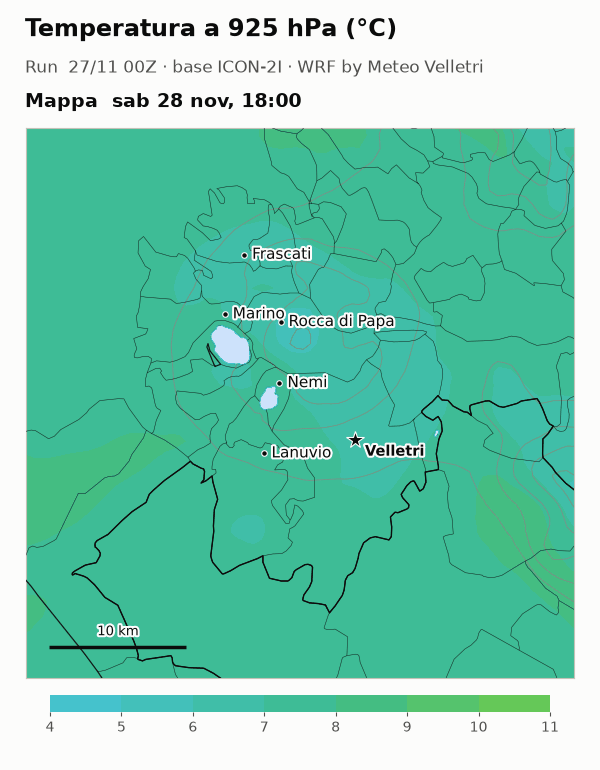 Temperatura a 925 hPa (°C)
Run  27/11 00Z · base ICON-2I · WRF by Meteo Velletri
Mappa  sab 28 nov, 18:00
Frascati
Marino
Rocca di Papa
Nemi
Velletri
Lanuvio
10 km
4 5 6 7 8 9 10 11